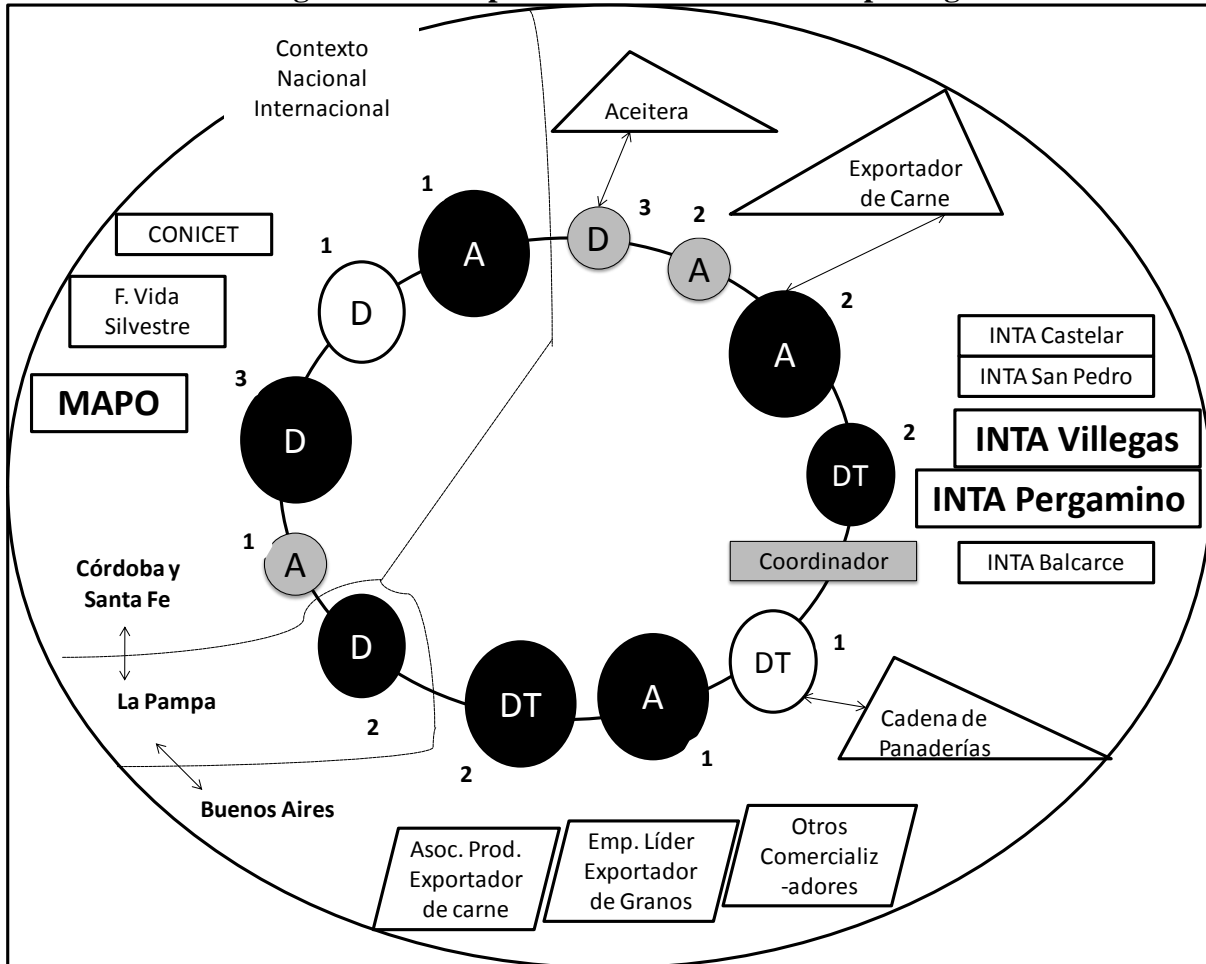 Contexto
Nacional
Internacional
Aceitera
Exportador
de Carne
1
A
3
D
2
A
2
A
CONICET
1
D
F. Vida
Silvestre
MAPO
3
D
INTA Castelar
INTA San Pedro
INTA Villegas
INTA Pergamino
INTA Balcarce
2
DT
Coordinador
1
A
Córdoba y
Santa Fe
La Pampa
Buenos Aires
D
2
DT
2
A
1
DT
1
Cadena de
Panaderías
Asoc. Prod.
Exportador
de carne
Emp. Líder
Exportador
de Granos
Otros
Comercializ
-adores